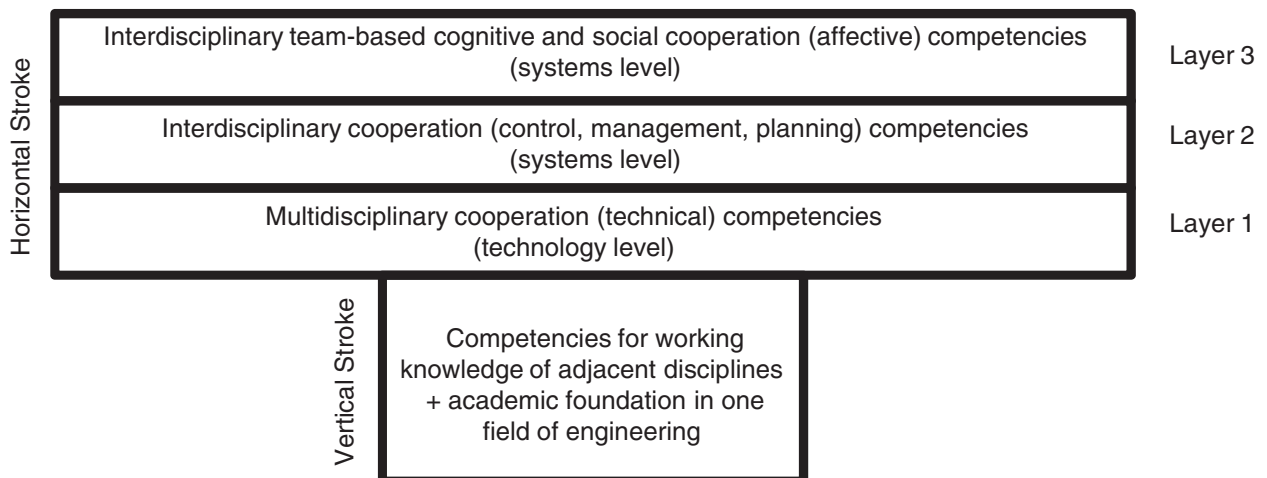 Horizontal Stroke
Interdisciplinary team-based cognitive and social cooperation (affective) competencies
(systems level)
Layer 3
Interdisciplinary cooperation (control, management, planning) competencies
(systems level)
Layer 2
Multidisciplinary cooperation (technical) competencies
(technology level)
Layer 1
Vertical Stroke
Competencies for working
knowledge of adjacent disciplines
+ academic foundation in one
field of engineering